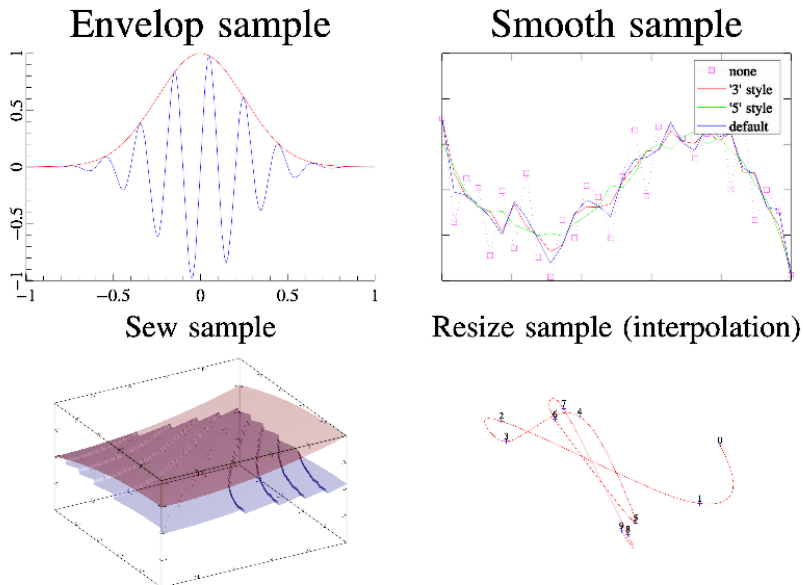 Envelop sample
Smooth sample
1
0.5
0
−0.5
−1
−1
−0.5
0
0.5
1
none
'3' style
'5' style
default
Sew sample
Resize sample (interpolation)
7
2
6
4
3
0
1
5
9
8